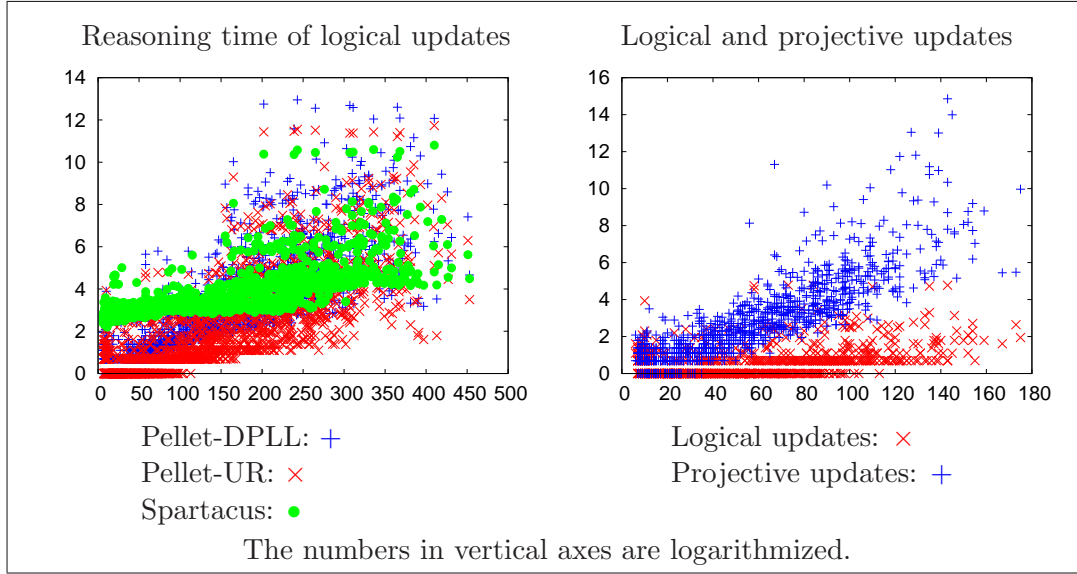 Reasoning time of logical updates
14
12
10
8
6
4
2
0
0 50 100 150 200 250 300 350 400 450 500
Pellet-DPLL: +
Pellet-UR: ×
Spartacus: ●
Logical and projective updates
16
14
12
10
8
6
4
2
0
0 20 40 60 80 100 120 140 160 180
Logical updates: ×
Projective updates: +
The numbers in vertical axes are logarithmized.